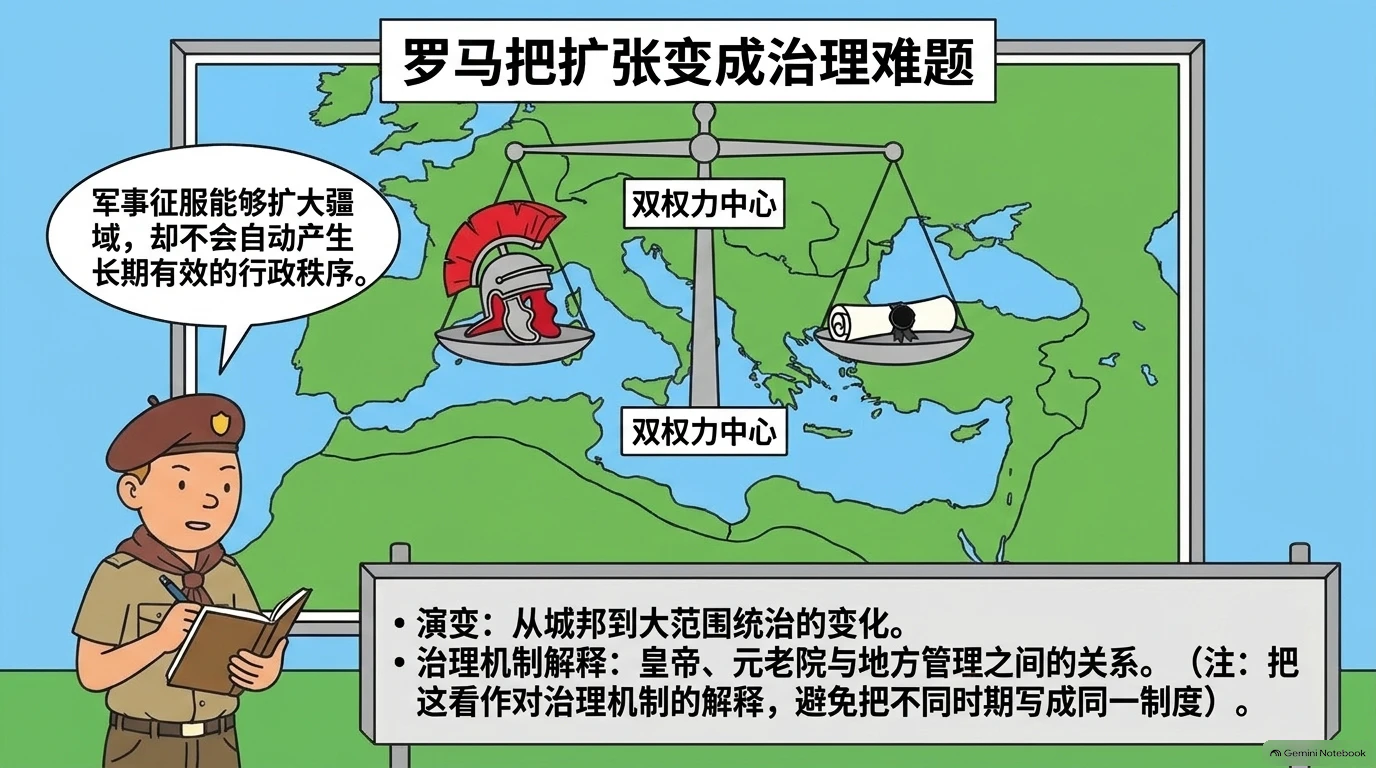 罗马把扩张变成治理难题
军事征服能够扩大疆
域，却不会自动产生
长期有效的行政秩序。
双权力中心
双权力中心
• 演变：从城邦到大范围统治的变化。
• 治理机制解释：皇帝、元老院与地方管理之间的关系。（注：把
这看作对治理机制的解释，避免把不同时期写成同一制度）。
Gemini Notebook